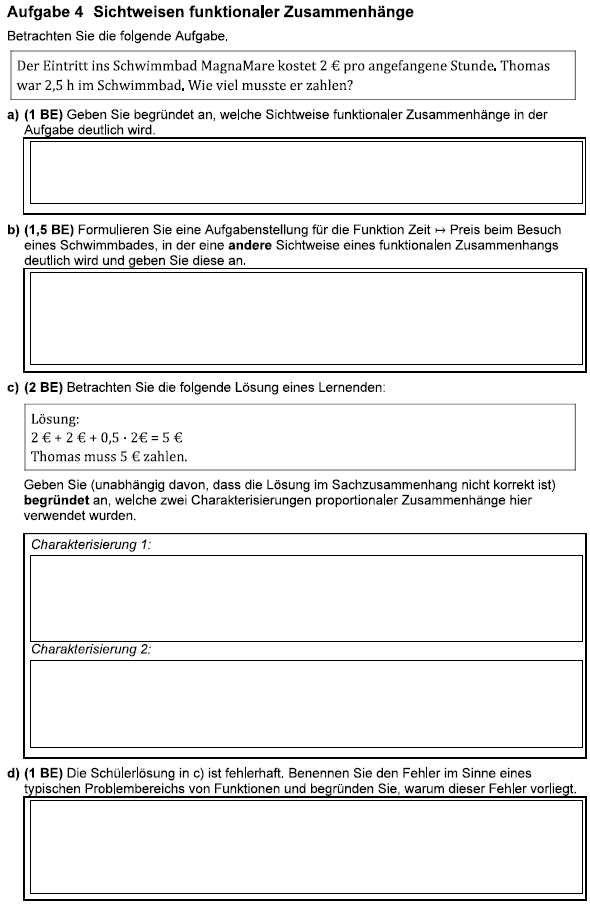 Aufgabe 4 Sichtweisen funktionaler Zusammenhänge
Betrachten Sie die folgende Aufgabe.
Der Eintritt ins Schwimmbad MagnaMare kostet 2 € pro angefangene Stunde. Thomas
war 2,5 h im Schwimmbad. Wie viel musste er zahlen?
a) (1 BE) Geben Sie begründet an, welche Sichtweise funktionaler Zusammenhänge in der
Aufgabe deutlich wird.
b) (1,5 BE) Formulieren Sie eine Aufgabenstellung für die Funktion Zeit ↦ Preis beim Besuch
eines Schwimmbades, in der eine andere Sichtweise eines funktionalen Zusammenhangs
deutlich wird und geben Sie diese an.
c) (2 BE) Betrachten Sie die folgende Lösung eines Lernenden:
Lösung:
2 € + 2 € + 0,5 · 2€ = 5 €
Thomas muss 5 € zahlen.
Geben Sie (unabhängig davon, dass die Lösung im Sachzusammenhang nicht korrekt ist)
begründet an, welche zwei Charakterisierungen proportionaler Zusammenhänge hier
verwendet wurden.
Charakterisierung 1:
Charakterisierung 2:
d) (1 BE) Die Schülerlösung in c) ist fehlerhaft. Benennen Sie den Fehler im Sinne eines
typischen Problembereichs von Funktionen und begründen Sie, warum dieser Fehler vorliegt.